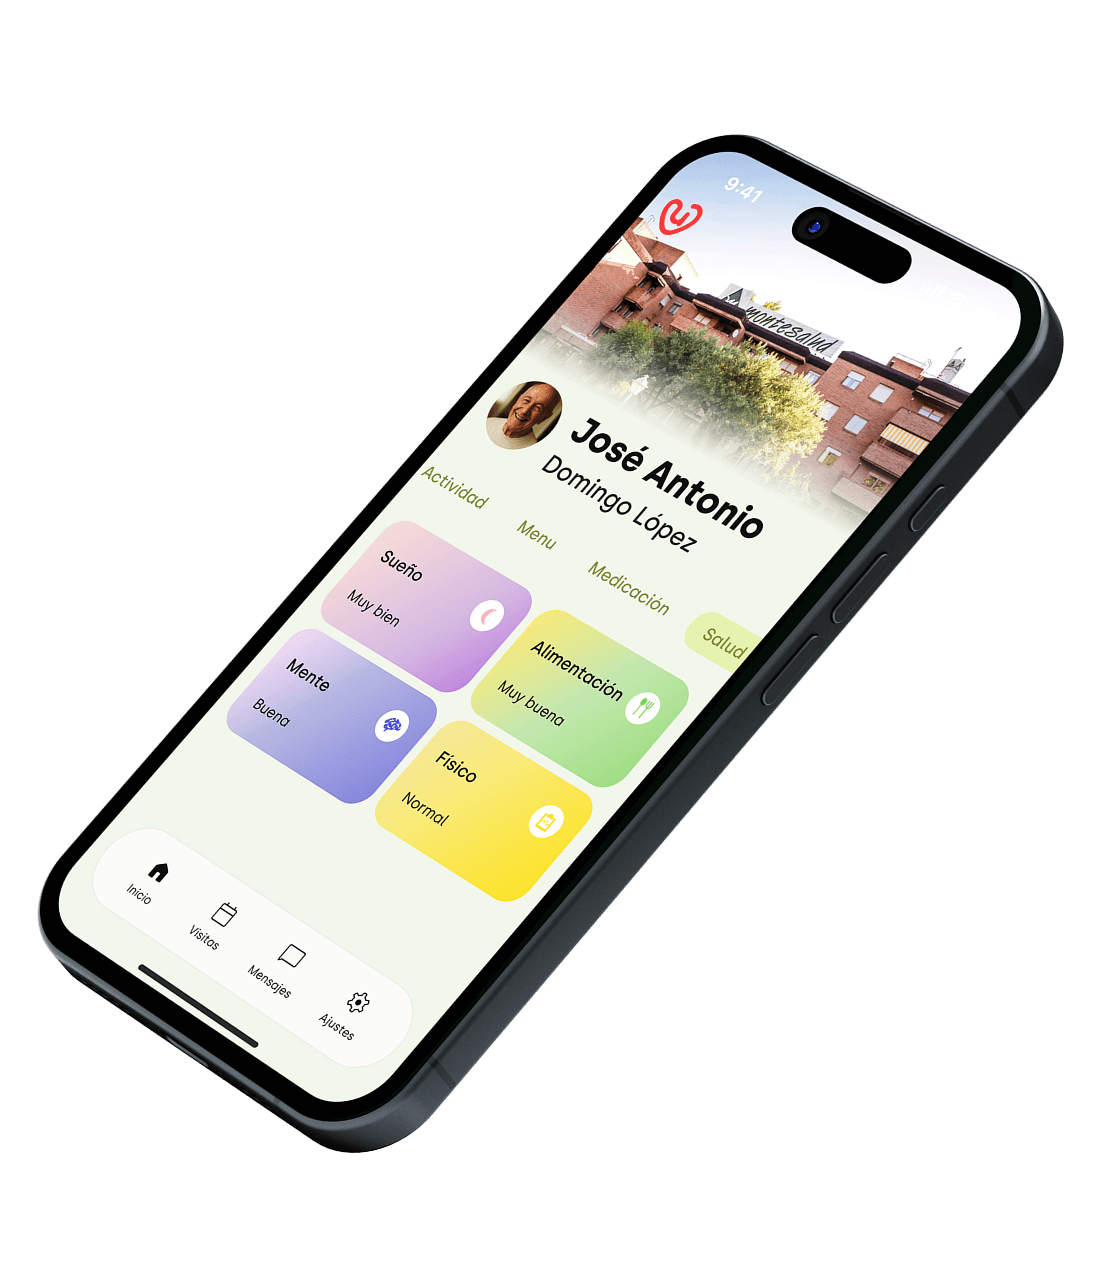 9:41
montesalud
José Antonio
Domingo López
Actividad
Menu
Medicación
Salud
Sueño
Muy bien
Alimentación
Muy buena
Mente
Buena
Físico
Normal
Inicio
Visitas
Mensajes
Ajustes